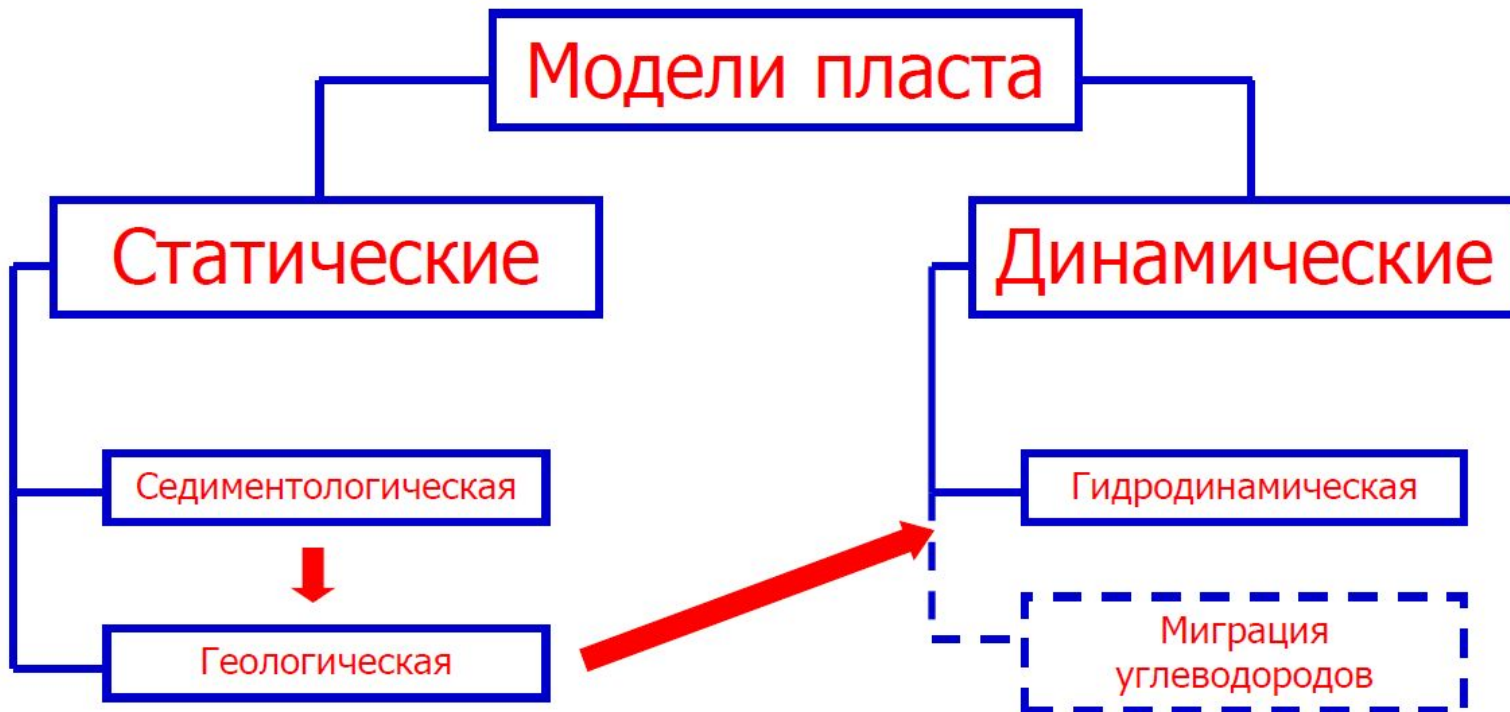 Модели пласта
Статические
Динамические
Седиментологическая
Гидродинамическая
Геологическая
Миграция
углеводородов